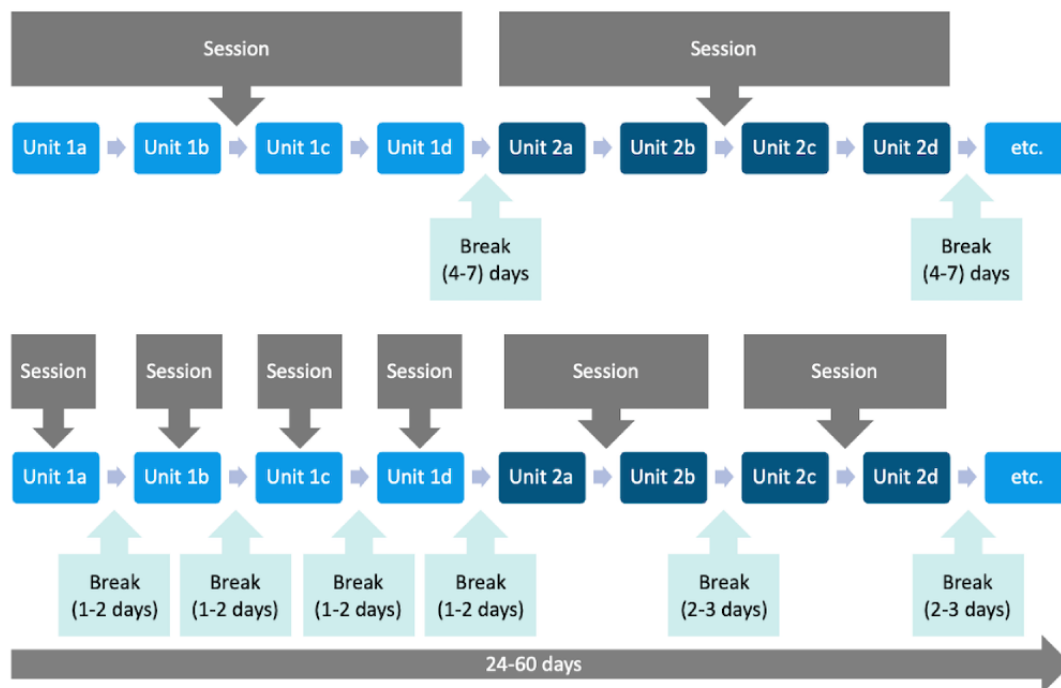 Session
Session
Unit 1a
Unit 1b
Unit 1c
Unit 1d
Unit 2a
Unit 2b
Unit 2c
Unit 2d
etc.
Break
(4-7) days
Break
(4-7) days
Session
Session
Session
Session
Session
Session
Unit 1a
Unit 1b
Unit 1c
Unit 1d
Unit 2a
Unit 2b
Unit 2c
Unit 2d
etc.
Break
(1-2 days)
Break
(1-2 days)
Break
(1-2 days)
Break
(1-2 days)
Break
(2-3 days)
Break
(2-3 days)
24-60 days